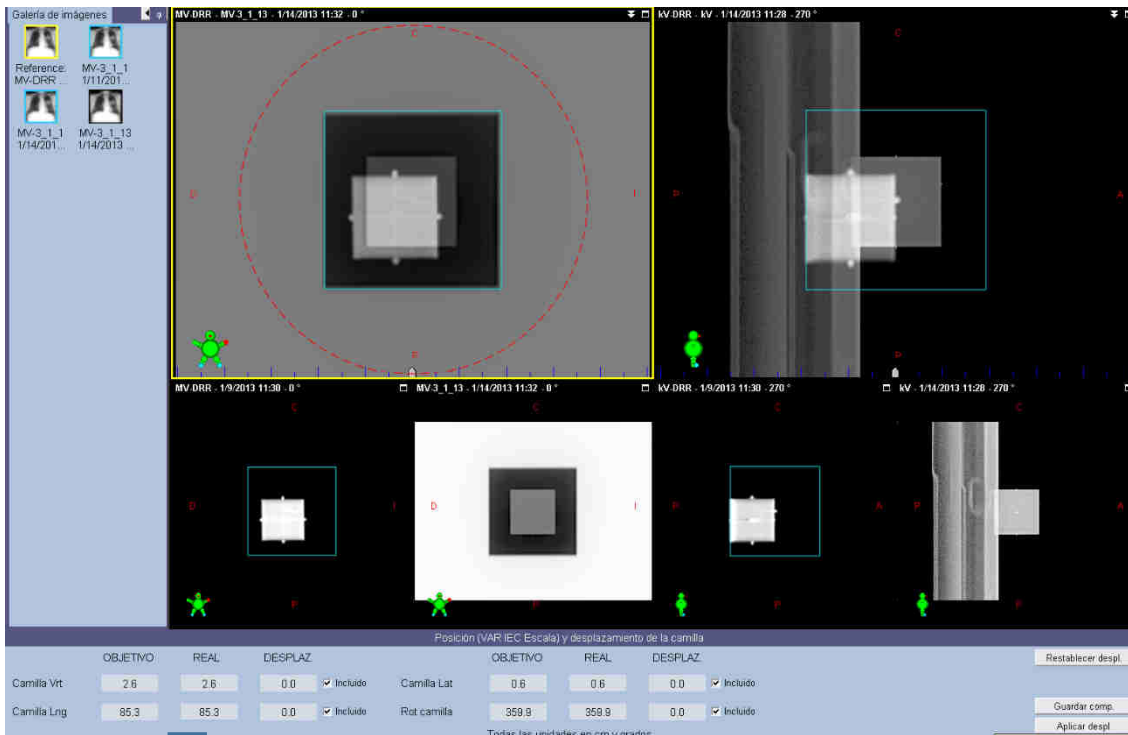 Galería de imágenes
Reference:
MV-DRR ...
MV-3_1_1
1/11/201...
MV-3_1_1
1/14/201...
MV-3_1_13
1/14/2013 ...
MV-DRR - MV-3_1_13 - 1/14/2013 11:32 - 0 °
C
D
I
P
kV-DRR - kV - 1/14/2013 11:28 - 270 °
C
P
A
P
MV-DRR - 1/9/2013 11:30 - 0 °
C
D
I
P
MV-3_1_13 - 1/14/2013 11:32 - 0 °
C
D
I
P
kV-DRR - 1/9/2013 11:30 - 270 °
C
P
A
P
kV - 1/14/2013 11:28 - 270 °
C
P
A
P
Posición (VAR IEC Escala) y desplazamiento de la camilla
OBJETIVO REAL DESPLAZ. OBJETIVO REAL DESPLAZ.
Camilla Vrt 2.6 2.6 0.0 Incluido Camilla Lat 0.6 0.6 0.0 Incluido
Camilla Lng 85.3 85.3 0.0 Incluido Rot camilla 359.9 359.9 0.0 Incluido
Todas las unidades en cm y grados
Restablecer despl.
Guardar comp.
Aplicar despl